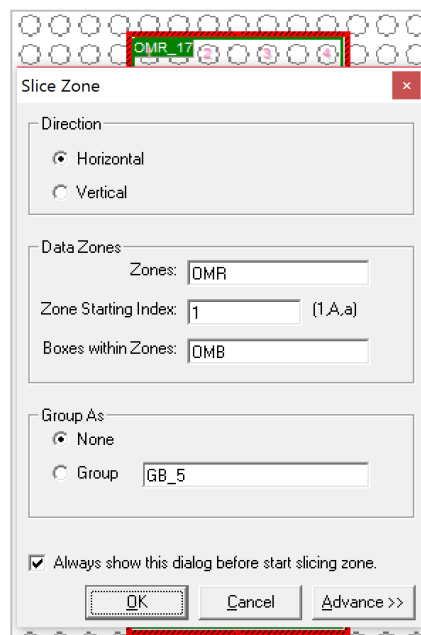 OMR_17
1 2 3 4
Slice Zone
×
Direction
Horizontal
Vertical
Data Zones
Zones: OMR
Zone Starting Index: 1 (1,A,a)
Boxes within Zones: OMB
Group As
None
Group GB_5
Always show this dialog before start slicing zone.
OK Cancel Advance >>